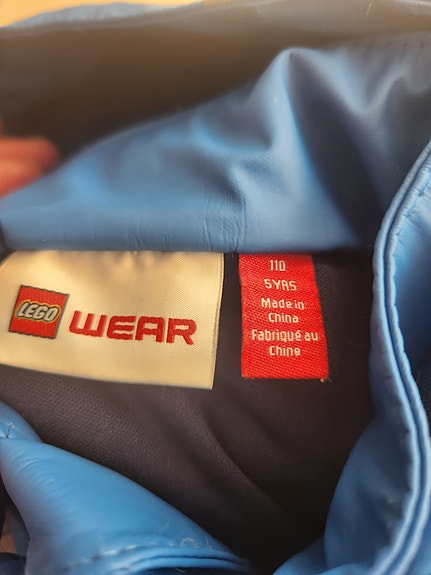 LEGO WEAR
110
5YRS
Made in
China
Fabriqué au
Chine